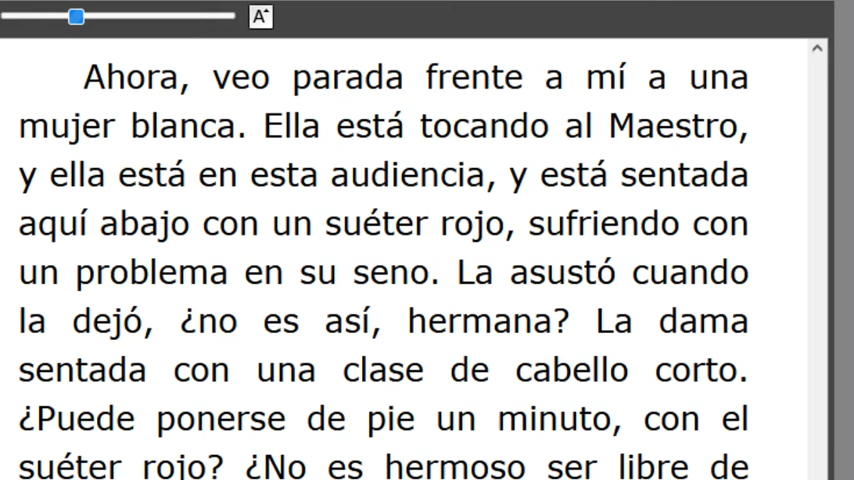 A
Ahora, veo parada frente a mí a una
mujer blanca. Ella está tocando al Maestro,
y ella está en esta audiencia, y está sentada
aquí abajo con un suéter rojo, sufriendo con
un problema en su seno. La asustó cuando
la dejó, ¿no es así, hermana? La dama
sentada con una clase de cabello corto.
¿Puede ponerse de pie un minuto, con el
suéter rojo? ¿No es hermoso ser libre de